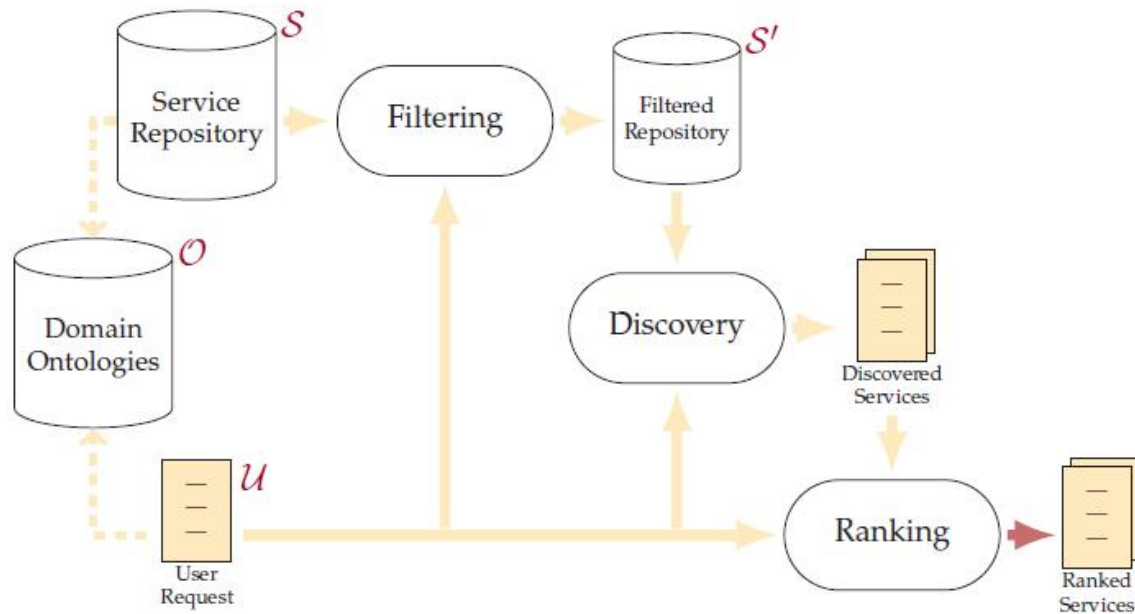 𝒮
Service
Repository
Filtering
𝒮′
Filtered
Repository
𝒪
Domain
Ontologies
Discovery
Discovered
Services
𝒰
User
Request
Ranking
Ranked
Services